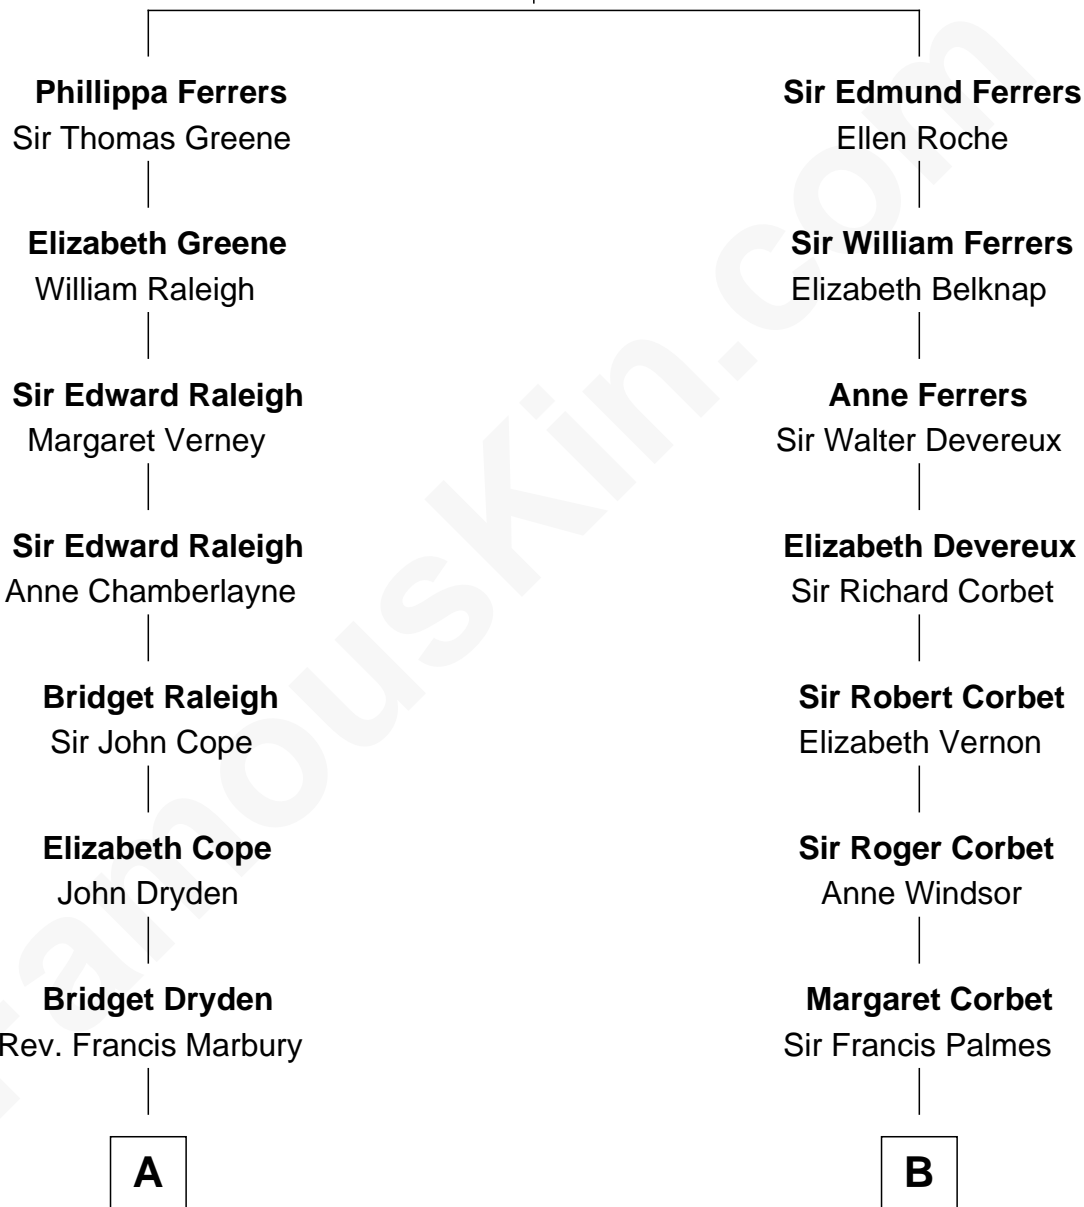 Phillippa Ferrers
Sir Thomas Greene
Elizabeth Greene
William Raleigh
Sir Edward Raleigh
Margaret Verney
Sir Edward Raleigh
Anne Chamberlayne
Bridget Raleigh
Sir John Cope
Elizabeth Cope
John Dryden
Bridget Dryden
Rev. Francis Marbury
A
Sir Edmund Ferrers
Ellen Roche
Sir William Ferrers
Elizabeth Belknap
Anne Ferrers
Sir Walter Devereux
Elizabeth Devereux
Sir Richard Corbet
Sir Robert Corbet
Elizabeth Vernon
Sir Roger Corbet
Anne Windsor
Margaret Corbet
Sir Francis Palmes
B
FamousKin.com